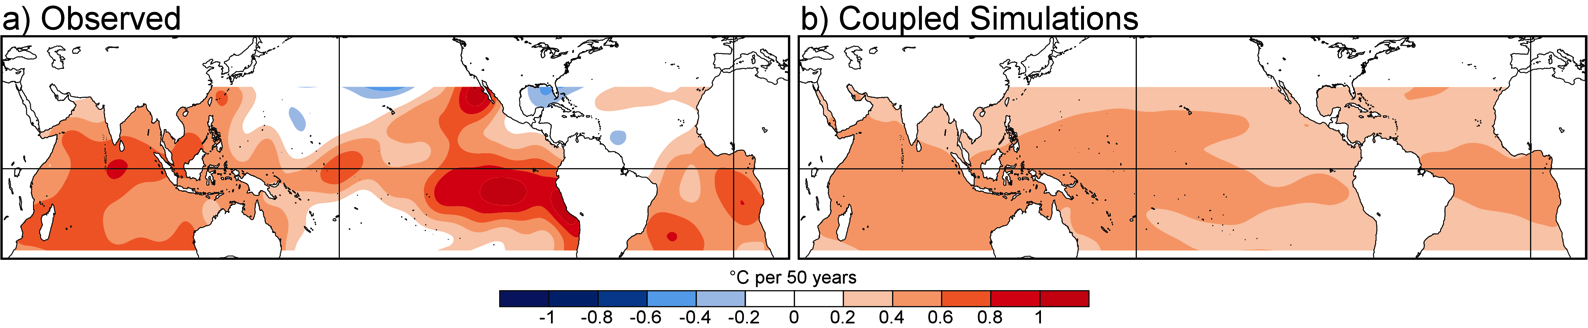 a) Observed
b) Coupled Simulations
°C per 50 years
-1 -0.8 -0.6 -0.4 -0.2 0 0.2 0.4 0.6 0.8 1